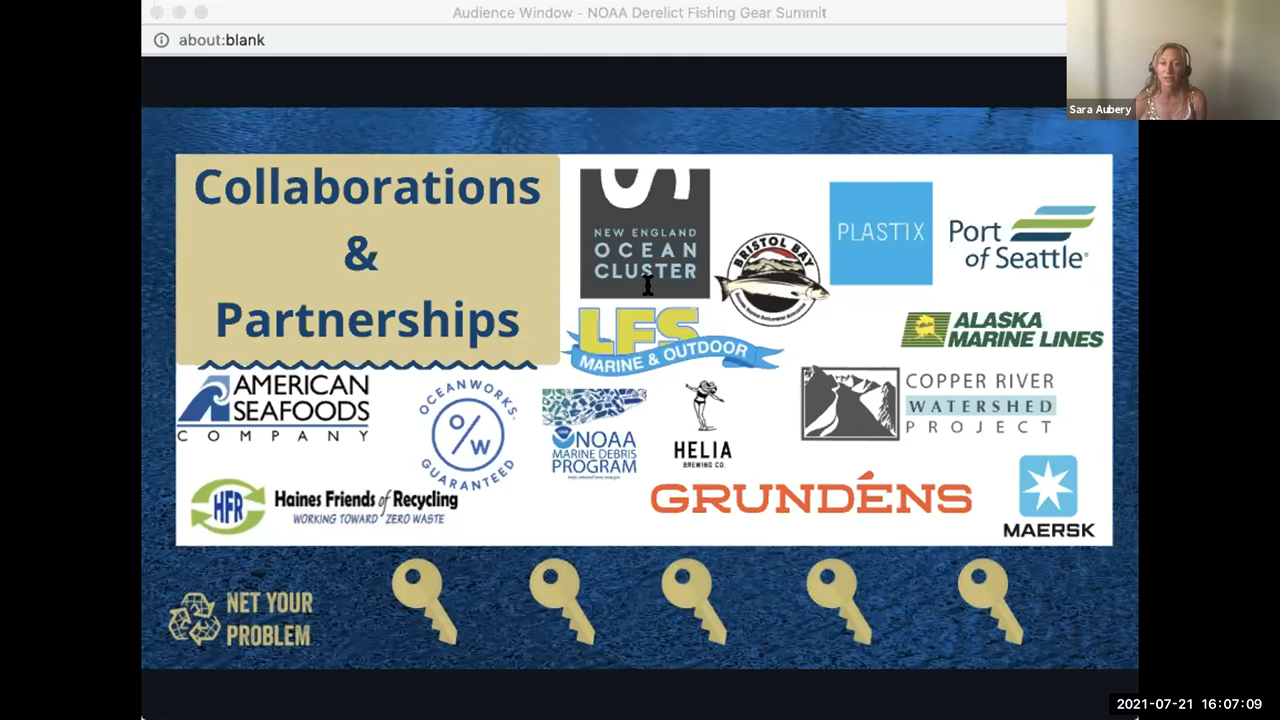 Audience Window - NOAA Derelict Fishing Gear Summit
about:blank
Sara Aubery
Collaborations
&
Partnerships
NEW ENGLAND
OCEAN
CLUSTER
BRISTOL BAY
PLASTIX
Port
of Seattle
LFS
MARINE & OUTDOOR
ALASKA
MARINE LINES
AMERICAN
SEAFOODS
COMPANY
OCEANWORKS
O/W
GUARANTEED
NOAA
MARINE DEBRIS
PROGRAM
HELIA
BREWING CO.
COPPER RIVER
WATERSHED
PROJECT
HFR
Haines Friends of Recycling
WORKING TOWARD ZERO WASTE
GRUNDÉNS
MAERSK
NET YOUR
PROBLEM
2021-07-21 16:07:09